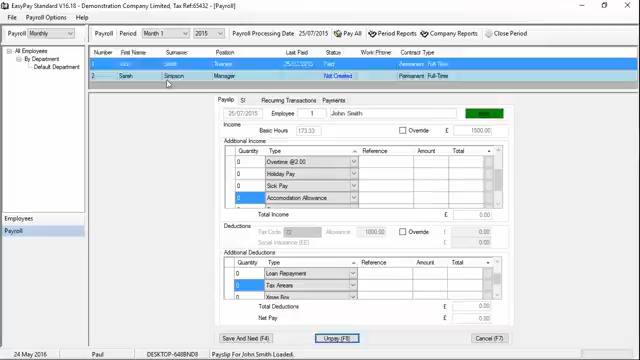 EasyPay Standard V16.18 - Demonstration Company Limited, Tax Ref:65432 - [Payroll]
File Payroll Options Help
Payroll Monthly Payroll Period Month 1 2015 Payroll Processing Date 25/07/2015 Pay All Period Reports Company Reports Close Period
All Employees
By Department
Default Department
Number First Name Surname Position Last Paid Status Work Phone Contract Type
1 Smith 25/07/2015 Paid Permanent Full-Time
2 Sarah Simpson Manager Not Created Permanent Full-Time
Payslip SI Recurring Transactions Payments
25/07/2015 Employee 1 John Smith
Income
Basic Hours 173.33 Override £ 1500.00
Additional Income
Quantity Type Reference Amount Total
0 Overtime @2.00
0 Holiday Pay
0 Sick Pay
0 Accomodation Allowance
Total Income £ 0.00
Deductions Tax Code 72 Allowance 1000.00 Override £ 0.00
Social Insurance (EE) £ 0.00
Additional Deductions
Quantity Type Reference Amount Total
0 Loan Repayment
0 Tax Arrears
0 Xmas Box
Total Deductions £ 0.00
Net Pay £ 0.00
Employees
Payroll
Save And Next (F4) Unpay (F8) Cancel (F7)
24 May 2016 Paul DESKTOP-648BND8 Payslip For John Smith Loaded.